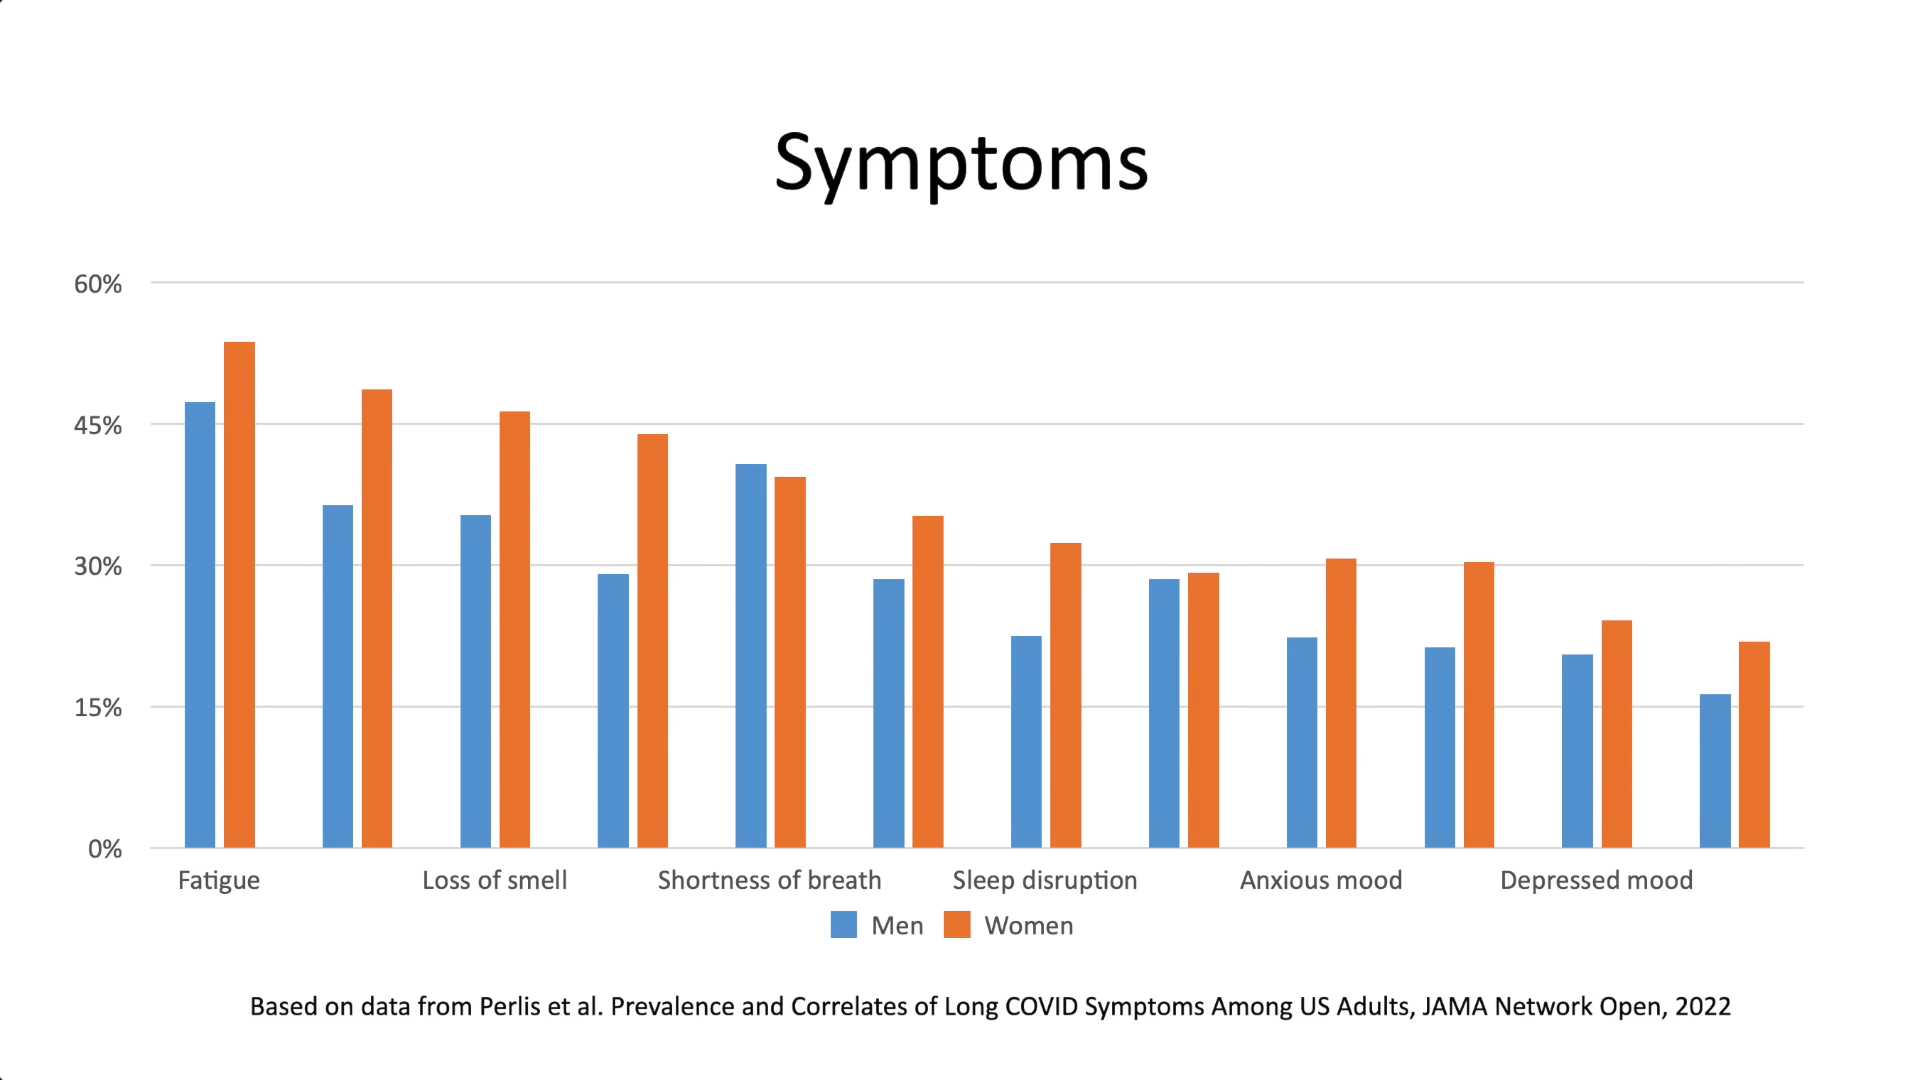 Symptoms
60%
45%
30%
15%
0%
Fatigue Loss of smell Shortness of breath Sleep disruption Anxious mood Depressed mood
Men Women
Based on data from Perlis et al. Prevalence and Correlates of Long COVID Symptoms Among US Adults, JAMA Network Open, 2022